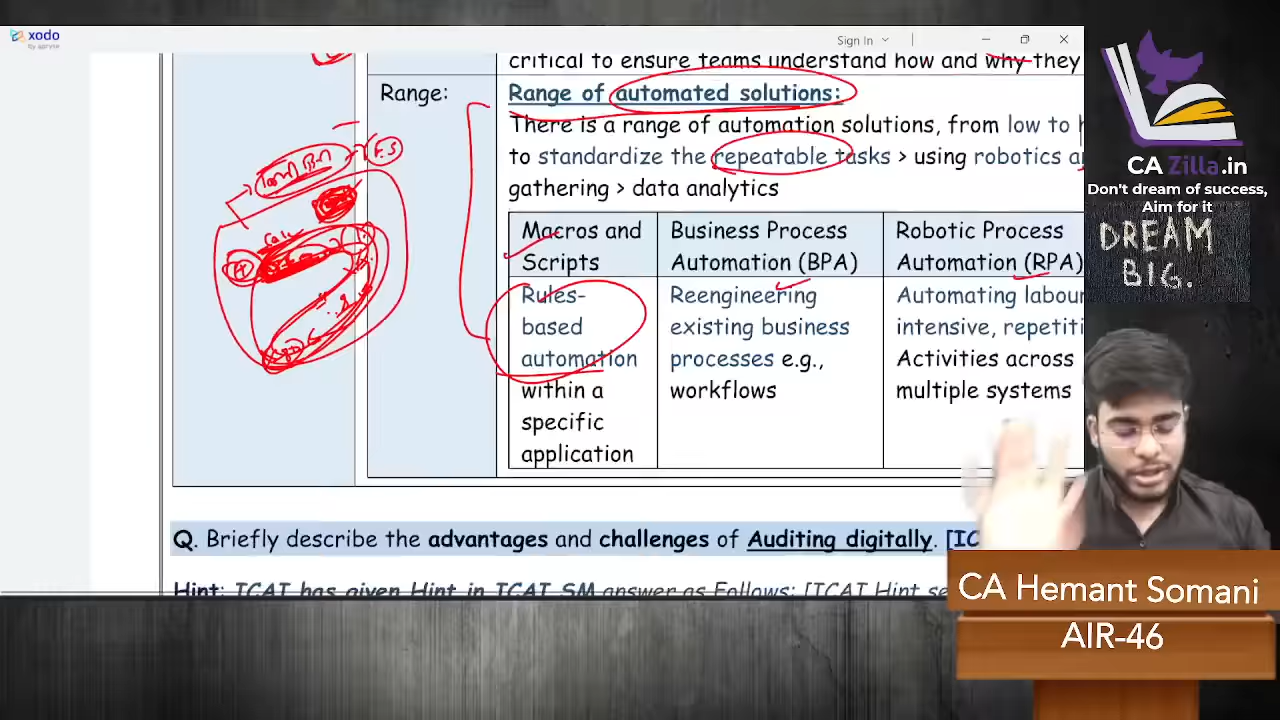 xodo
by apryse
Sign In
critical to ensure teams understand how and why they
Range:
Range of automated solutions:
There is a range of automation solutions, from low to
to standardize the repeatable tasks > using robotics
gathering > data analytics
Macros and
Scripts
Business Process
Automation (BPA)
Robotic Process
Automation (RPA)
Rules-
based
automation
within a
specific
application
Reengineering
existing business
processes e.g.,
workflows
Automating labour
intensive, repetiti
Activities across
multiple systems
Q. Briefly describe the advantages and challenges of Auditing digitally. [IC
Hint: ICAI has given Hint in ICAI SM answer as Follows: [ICAI Hint se
CA Zilla.in
Don't dream of success,
Aim for it
DREAM
BIG.
CA Hemant Somani
AIR-46